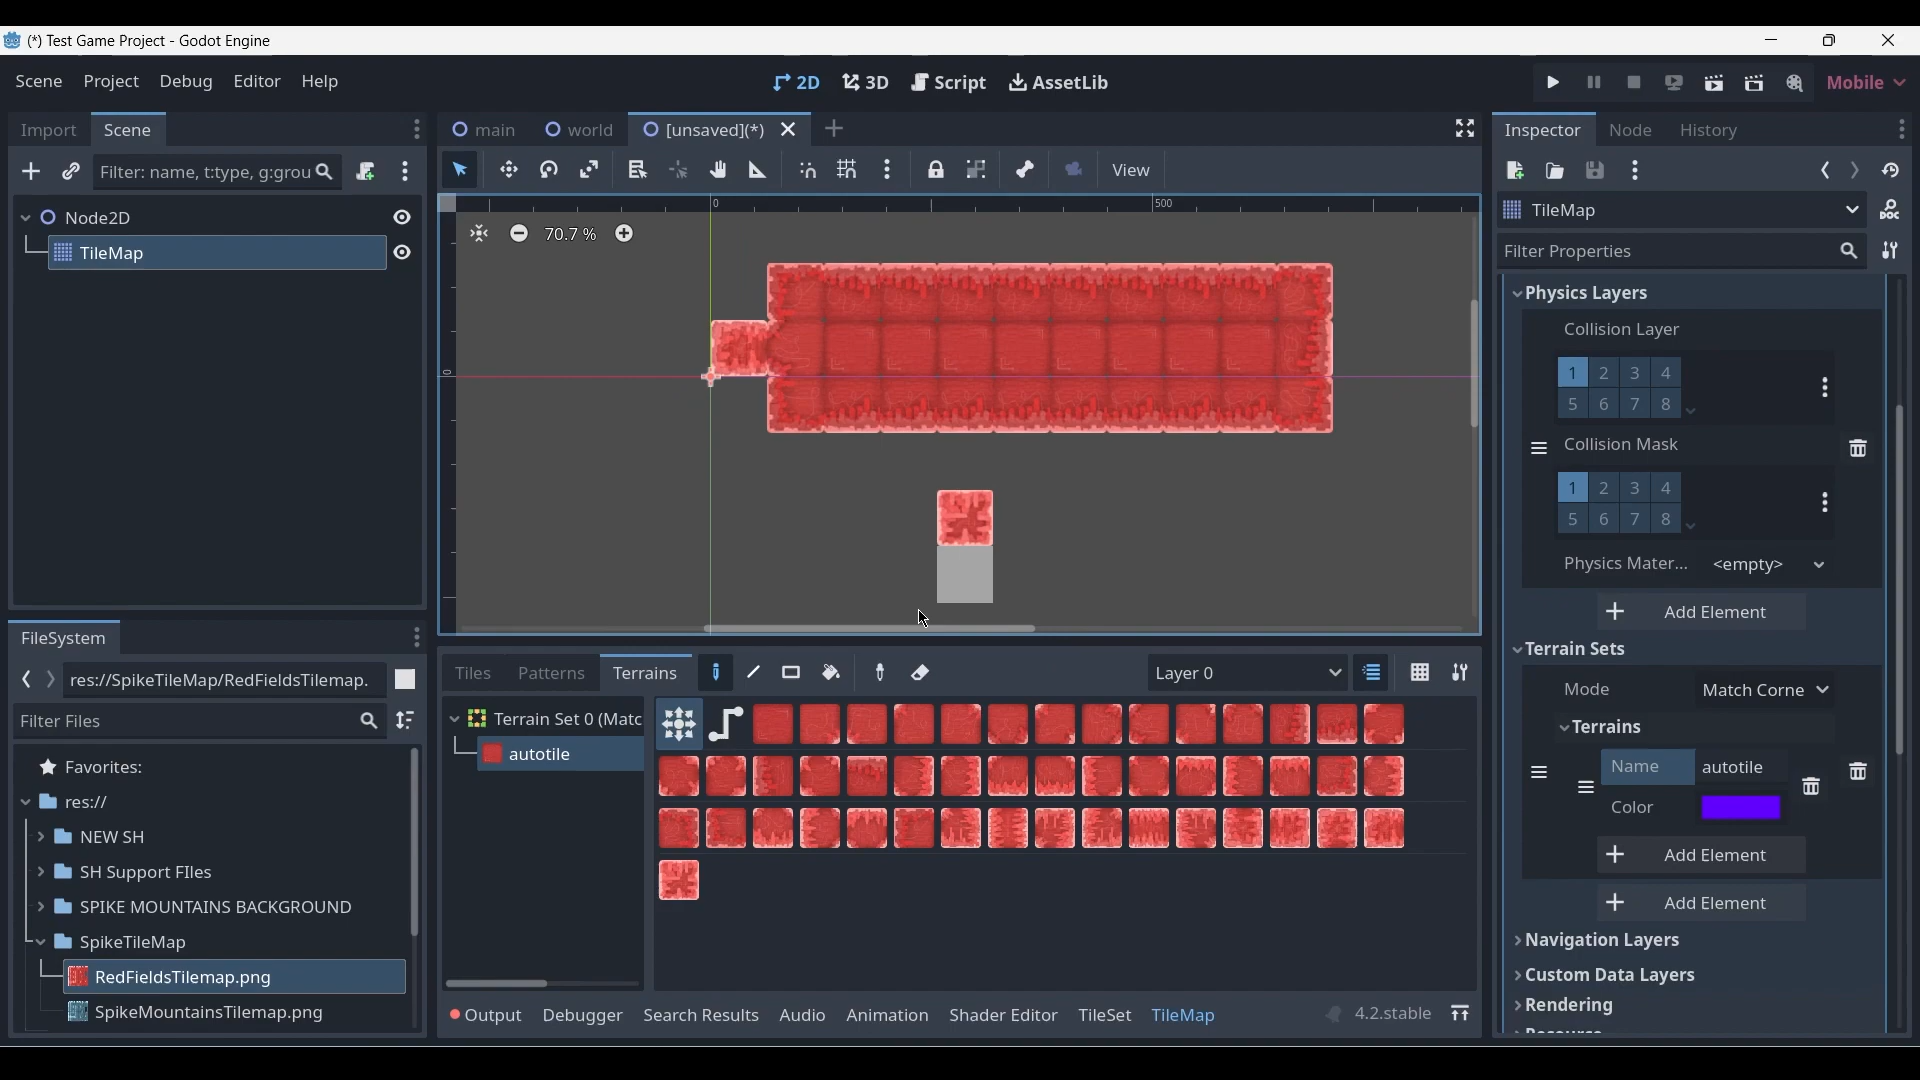 (*) Test Game Project - Godot Engine
Scene Project Debug Editor Help
2D 3D Script AssetLib
Mobile
Import Scene
Filter: name, t:type, g:grou
Node2D
TileMap
FileSystem
res://SpikeTileMap/RedFieldsTilemap.
Filter Files
Favorites:
res://
NEW SH
SH Support FIles
SPIKE MOUNTAINS BACKGROUND
SpikeTileMap
RedFieldsTilemap.png
SpikeMountainsTilemap.png
main world [unsaved](*)
View
0 500
70.7 %
0
Tiles Patterns Terrains
Layer 0
Terrain Set 0 (Matc
autotile
Output Debugger Search Results Audio Animation Shader Editor TileSet TileMap
4.2.stable
Inspector Node History
TileMap
Filter Properties
Physics Layers
Collision Layer
1 2 3 4
5 6 7 8
Collision Mask
1 2 3 4
5 6 7 8
Physics Mater... <empty>
Add Element
Terrain Sets
Mode Match Corne
Terrains
Name autotile
Color
Add Element
Add Element
Navigation Layers
Custom Data Layers
Rendering